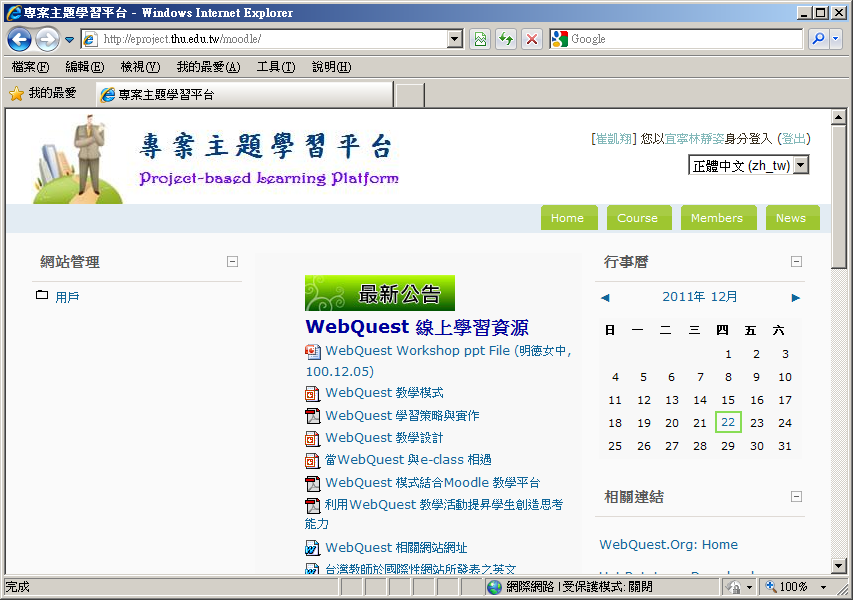 專案主題學習平台 - Windows Internet Explorer
http://eproject.thu.edu.tw/moodle/
Google
檔案(F) 編輯(E) 檢視(V) 我的最愛(A) 工具(T) 說明(H)
我的最愛 專案主題學習平台
專案主題學習平台
Project-based Learning Platform
[崔凱翔] 您以宜寧林靜姿身分登入 (登出)
正體中文 (zh_tw)
Home Course Members News
網站管理
用戶
最新公告
WebQuest 線上學習資源
WebQuest Workshop ppt File (明德女中,
100.12.05)
WebQuest 教學模式
WebQuest 學習策略與實作
WebQuest 教學設計
當WebQuest 與e-class 相遇
WebQuest 模式結合Moodle 教學平台
利用WebQuest 教學活動提昇學生創造思考
能力
WebQuest 相關網站網址
台灣教師於國際性網站所發表之英文
行事曆
◄ 2011年 12月 ►
日 一 二 三 四 五 六
1 2 3
4 5 6 7 8 9 10
11 12 13 14 15 16 17
18 19 20 21 22 23 24
25 26 27 28 29 30 31
相關連結
WebQuest.Org: Home
完成 網際網路 | 受保護模式: 關閉 100%